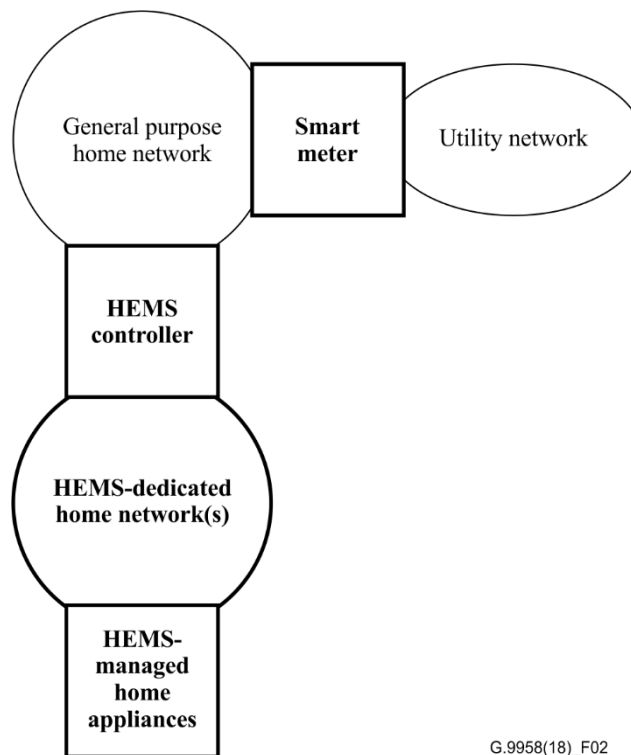 General purpose
home network
Smart
meter
Utility network
HEMS
controller
HEMS-dedicated
home network(s)
HEMS-
managed
home
appliances
G.9958(18)_F02